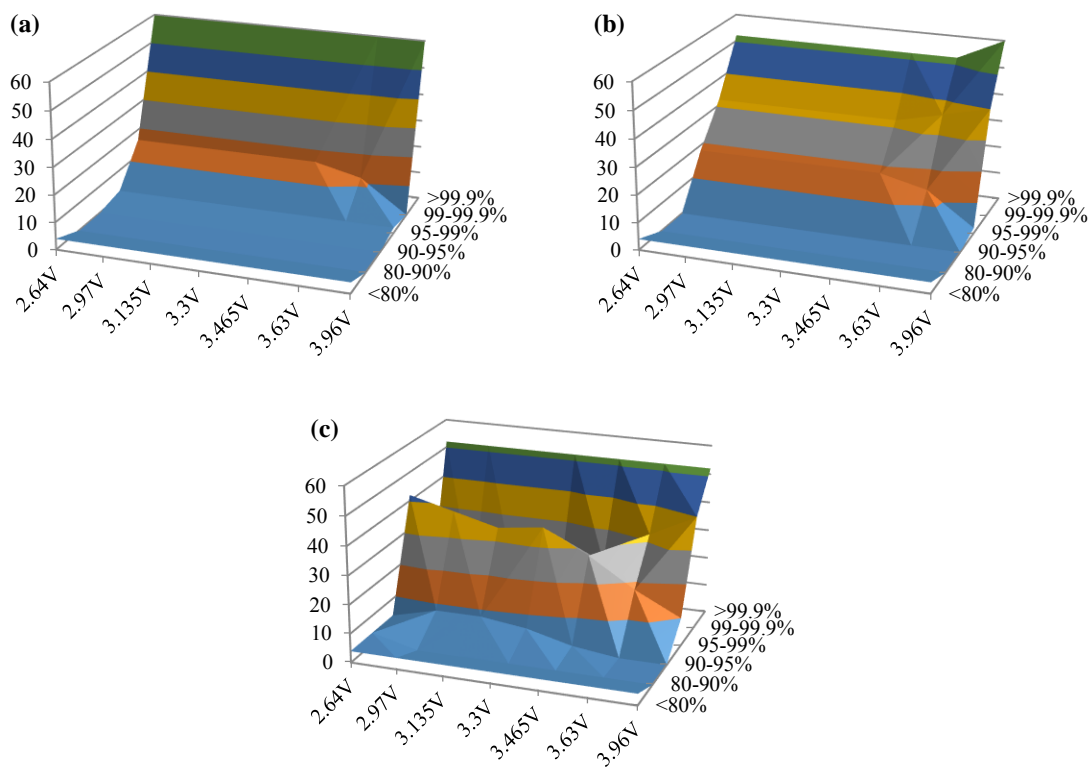 (a)
60
50
40
30
20
10
0
2.64V
2.97V
3.135V
3.3V
3.465V
3.63V
3.96V
>99.9%
99-99.9%
95-99%
90-95%
80-90%
<80%
(b)
60
50
40
30
20
10
0
2.64V
2.97V
3.135V
3.3V
3.465V
3.63V
3.96V
>99.9%
99-99.9%
95-99%
90-95%
80-90%
<80%
(c)
60
50
40
30
20
10
0
2.64V
2.97V
3.135V
3.3V
3.465V
3.63V
3.96V
>99.9%
99-99.9%
95-99%
90-95%
80-90%
<80%